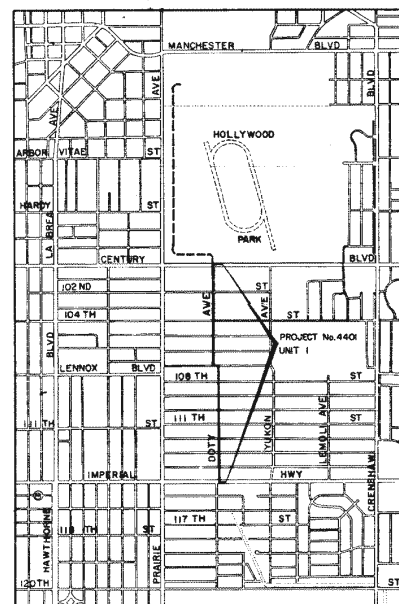 MANCHESTER BLVD
AVE
BLVD
AVE
HOLLYWOOD
ARBOR VITAE ST
HARDY ST
LA BREA
PARK
CENTURY BLVD
102 ND ST
AVE
AVE
104 TH ST
PROJECT No. 4401
UNIT 1
BLVD
LENNOX BLVD
108 TH ST
111 TH ST
111 TH ST
DOTY
YUKON
LEMOLI AVE
CRENSHAW
IMPERIAL HWY
HAWTHORNE
118 TH ST
117 TH ST
PRAIRIE
120TH ST